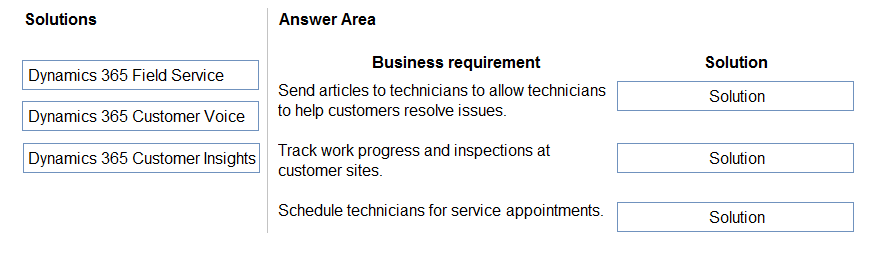 Solutions
Answer Area
Business requirement
Solution
Dynamics 365 Field Service
Dynamics 365 Customer Voice
Dynamics 365 Customer Insights
Send articles to technicians to allow technicians
to help customers resolve issues.
Solution
Track work progress and inspections at
customer sites.
Solution
Schedule technicians for service appointments.
Solution